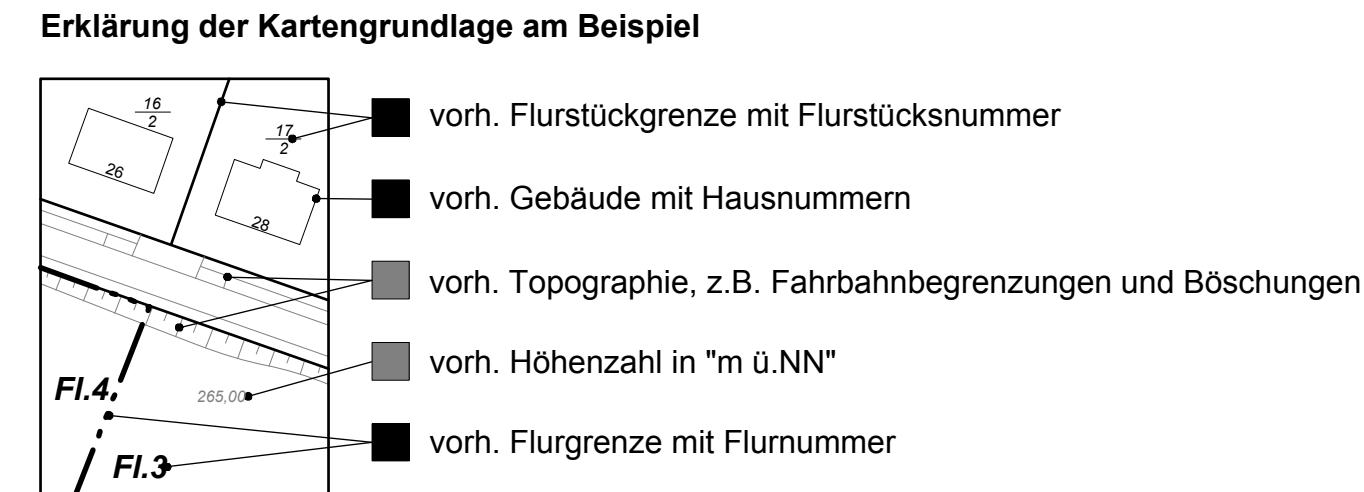 Erklärung der Kartengrundlage am Beispiel
16
2
17
2
26
28
vorh. Flurstückgrenze mit Flurstücksnummer
vorh. Gebäude mit Hausnummern
vorh. Topographie, z.B. Fahrbahnbegrenzungen und Böschungen
vorh. Höhenzahl in "m ü.NN"
Fl.4
265,00
vorh. Flurgrenze mit Flurnummer
Fl.3